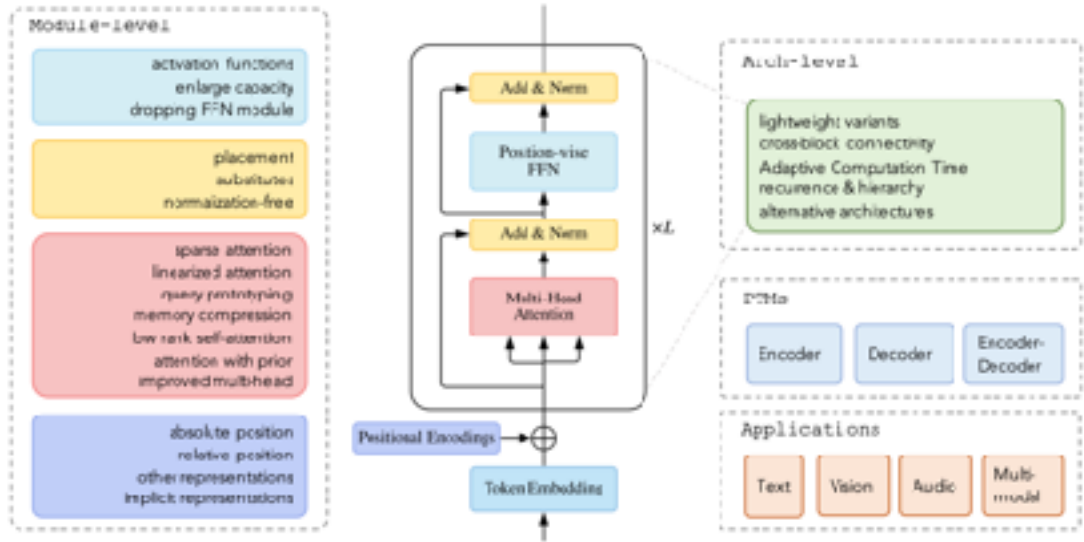 Module-level
activation functions
enlarge capacity
dropping FFN module
placement
substitutes
normaization-free
sparse attention
linearized attention
query prototyping
memory compression
low rank self-attention
attention with prior
improved multi-head
absolute position
relative position
other representations
implicit representations
Add & Norm
Position-wise
FFN
Add & Norm
Multi-Head
Attention
×L
Positional Encodings
Token Embedding
Arch-level
lightweight variants
cross-block connectivity
Adaptive Computation Time
recurrence & hierarchy
alternative architectures
PTMs
Encoder
Decoder
Encoder-
Decoder
Applications
Text
Vision
Audio
Multi-
modal